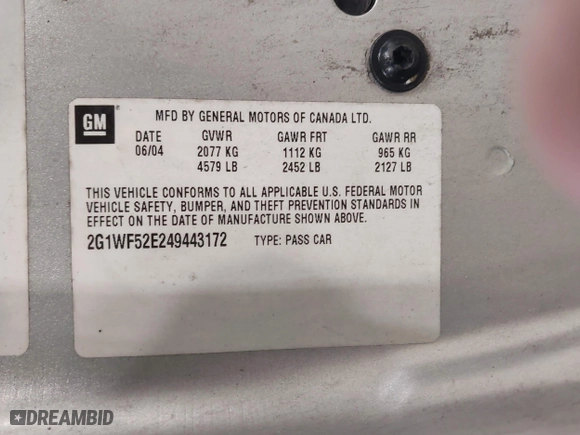 GM
MFD BY GENERAL MOTORS OF CANADA LTD.
DATE GVWR GAWR FRT GAWR RR
06/04 2077 KG 1112 KG 965 KG
4579 LB 2452 LB 2127 LB
THIS VEHICLE CONFORMS TO ALL APPLICABLE U.S. FEDERAL MOTOR
VEHICLE SAFETY, BUMPER, AND THEFT PREVENTION STANDARDS IN
EFFECT ON THE DATE OF MANUFACTURE SHOWN ABOVE.
2G1WF52E249443172 TYPE: PASS CAR
DREAMBID